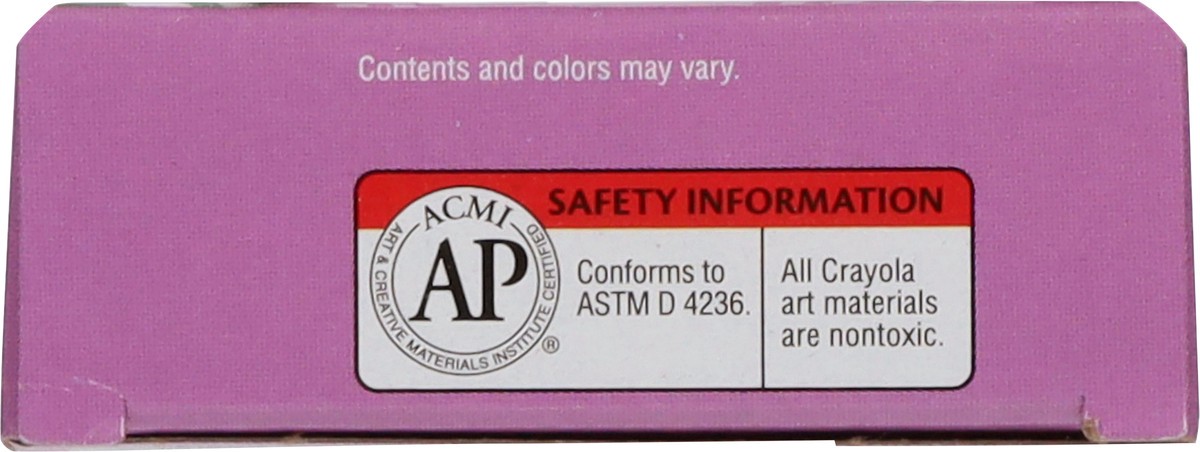 Contents and colors may vary.
SAFETY INFORMATION
ACMI
AP
ART & CREATIVE MATERIALS INSTITUTE CERTIFIED
®
Conforms to
ASTM D 4236.
All Crayola
art materials
are nontoxic.